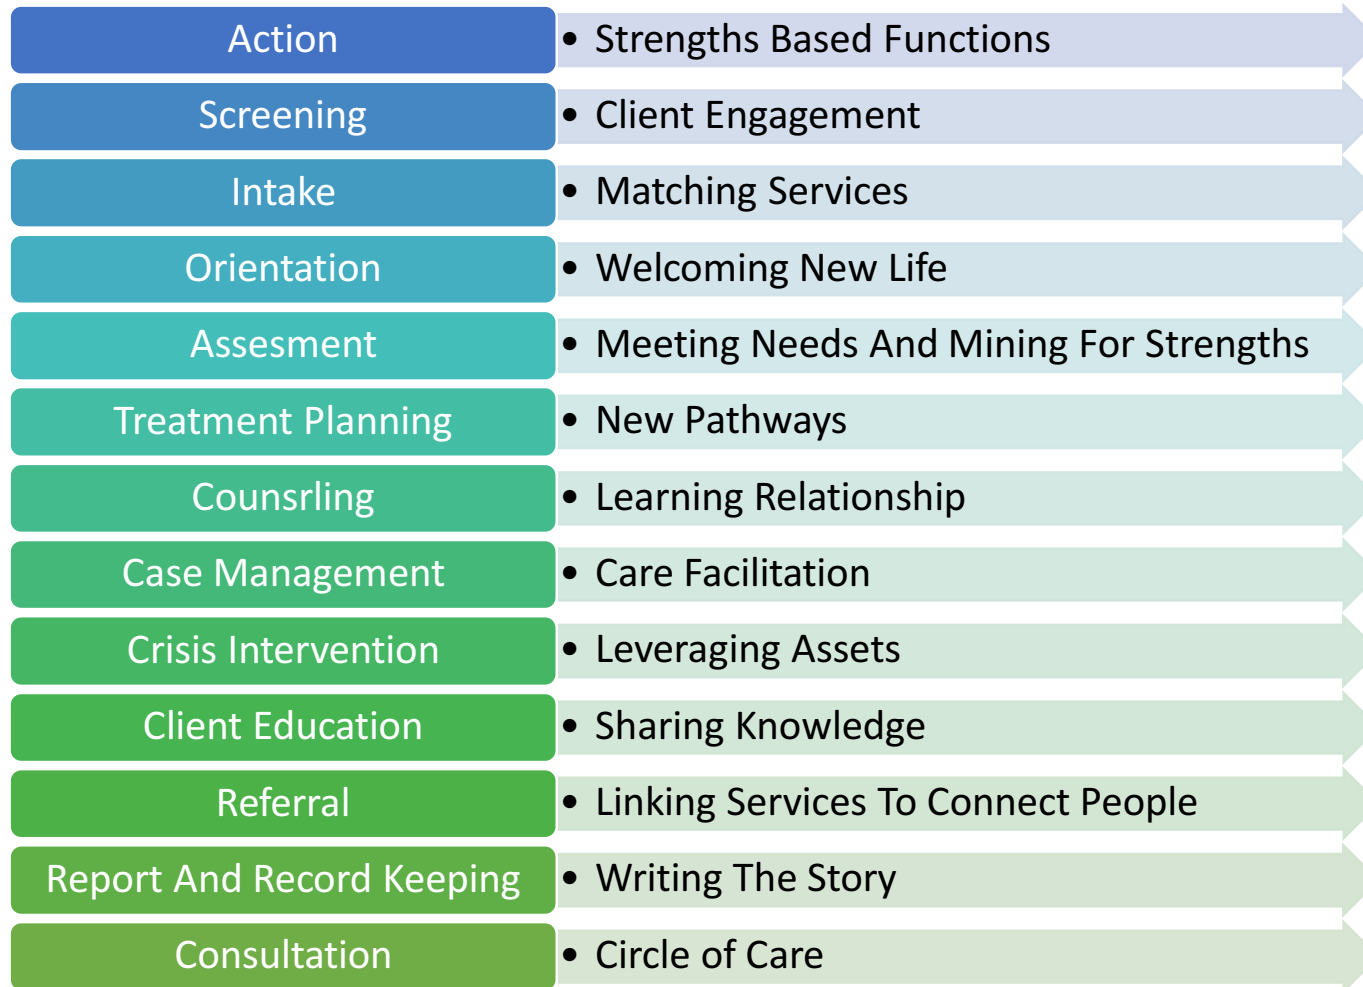 Action • Strengths Based Functions
Screening • Client Engagement
Intake • Matching Services
Orientation • Welcoming New Life
Assesment • Meeting Needs And Mining For Strengths
Treatment Planning • New Pathways
Counsrling • Learning Relationship
Case Management • Care Facilitation
Crisis Intervention • Leveraging Assets
Client Education • Sharing Knowledge
Referral • Linking Services To Connect People
Report And Record Keeping • Writing The Story
Consultation • Circle of Care